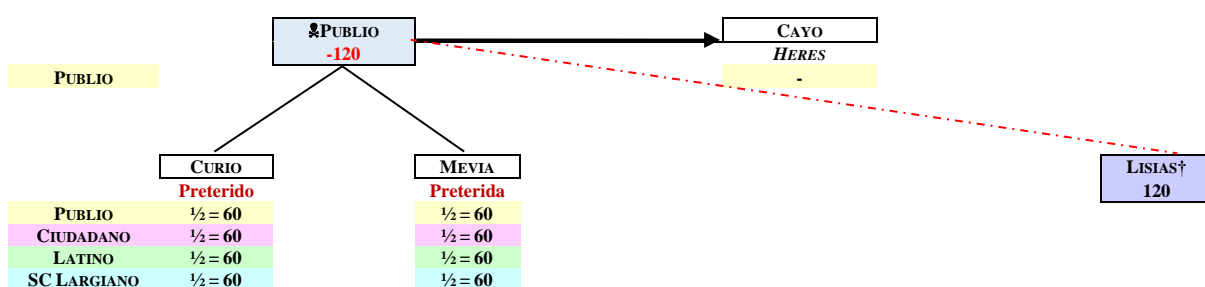 ☠PUBLIO
-120
CAYO
HERES
PUBLIO -
CURIO MEVIA LISIAS†
Preterido Preterida 120
PUBLIO ½ = 60 ½ = 60
CIUDADANO ½ = 60 ½ = 60
LATINO ½ = 60 ½ = 60
SC LARGIANO ½ = 60 ½ = 60